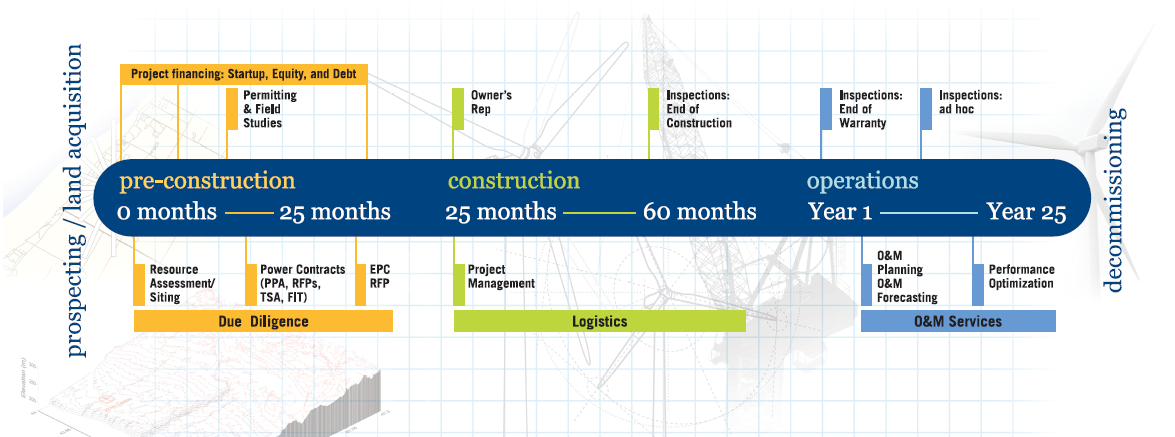 prospecting / land acquisition
Project financing: Startup, Equity, and Debt
Permitting
& Field
Studies
Owner's
Rep
Inspections:
End of
Construction
Inspections:
End of
Warranty
Inspections:
ad hoc
pre-construction
0 months
25 months
construction
25 months
60 months
operations
Year 1
Year 25
Resource
Assessment/
Siting
Power Contracts
(PPA, RFPs,
TSA, FIT)
EPC
RFP
Due Diligence
Project
Management
Logistics
O&M
Planning
O&M
Forecasting
Performance
Optimization
O&M Services
decommissioning
Elevation (m)